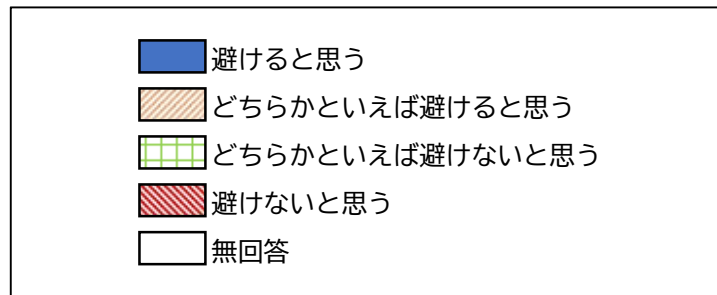 避けると思う
どちらかといえば避けると思う
どちらかといえば避けないと思う
避けないと思う
無回答